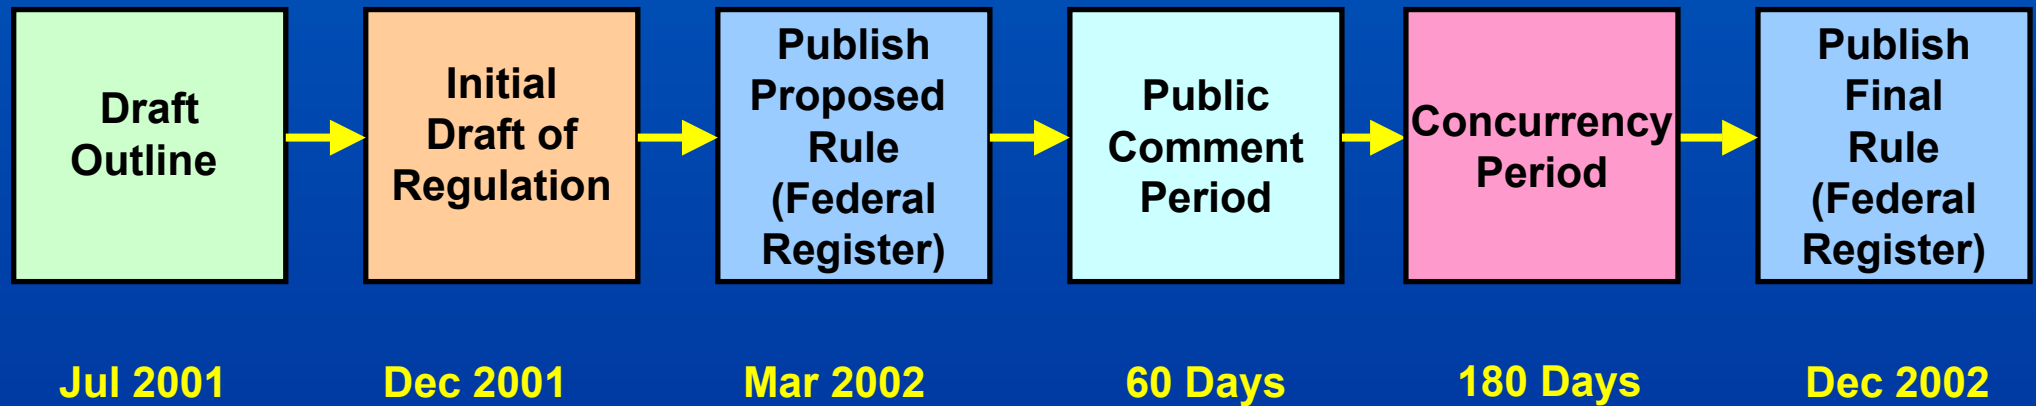 Draft
Outline
Initial
Draft of
Regulation
Publish
Proposed
Rule
(Federal
Register)
Public
Comment
Period
Concurrency
Period
Publish
Final
Rule
(Federal
Register)
Jul 2001
Dec 2001
Mar 2002
60 Days
180 Days
Dec 2002